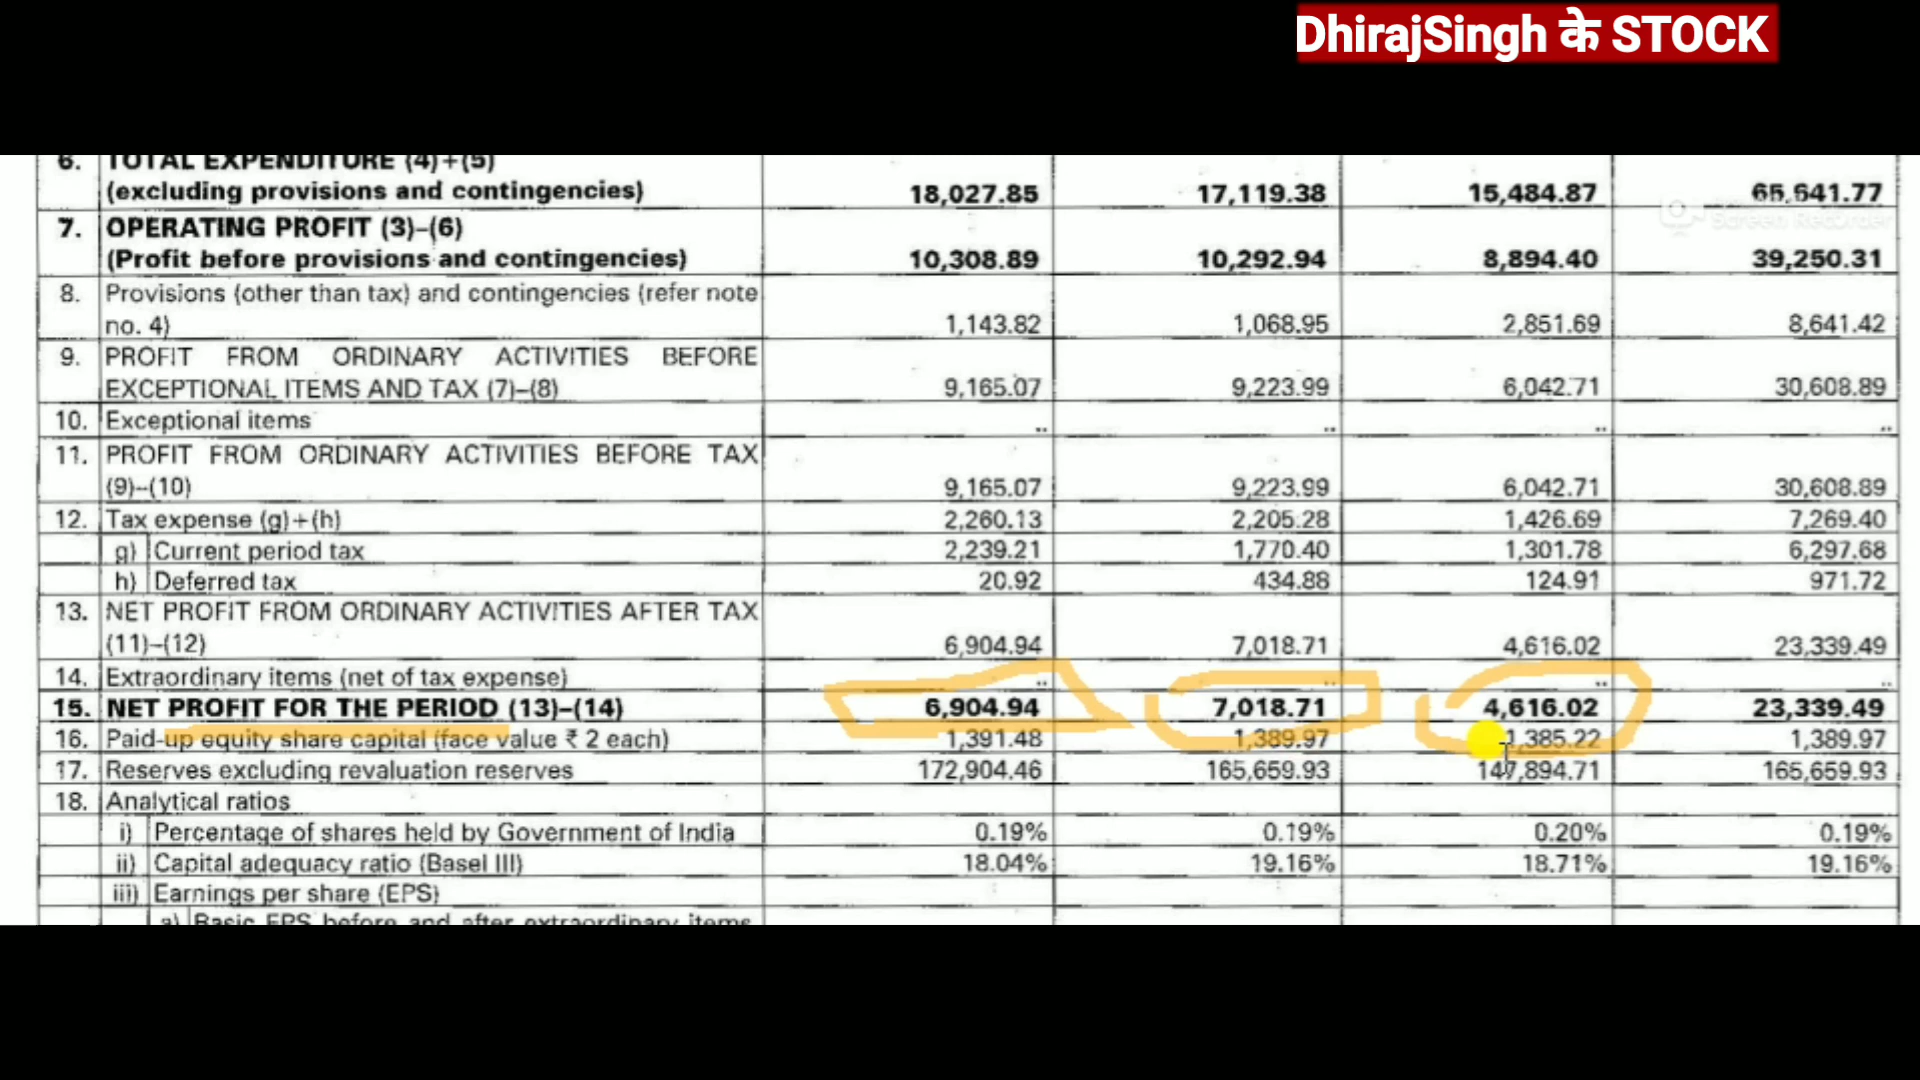 DhirajSingh के STOCK
6. TOTAL EXPENDITURE (4)+(5)
(excluding provisions and contingencies) 18,027.85 17,119.38 15,484.87 65,641.77
Screen Recorder
7. OPERATING PROFIT (3)–(6)
(Profit before provisions and contingencies) 10,308.89 10,292.94 8,894.40 39,250.31
8. Provisions (other than tax) and contingencies (refer note
no. 4) 1,143.82 1,068.95 2,851.69 8,641.42
9. PROFIT FROM ORDINARY ACTIVITIES BEFORE
EXCEPTIONAL ITEMS AND TAX (7)–(8) 9,165.07 9,223.99 6,042.71 30,608.89
10. Exceptional items .. .. .. ..
11. PROFIT FROM ORDINARY ACTIVITIES BEFORE TAX
(9)–(10) 9,165.07 9,223.99 6,042.71 30,608.89
12. Tax expense (g)+(h) 2,260.13 2,205.28 1,426.69 7,269.40
g) Current period tax 2,239.21 1,770.40 1,301.78 6,297.68
h) Deferred tax 20.92 434.88 124.91 971.72
13. NET PROFIT FROM ORDINARY ACTIVITIES AFTER TAX
(11)–(12) 6,904.94 7,018.71 4,616.02 23,339.49
14. Extraordinary items (net of tax expense) .. .. .. ..
15. NET PROFIT FOR THE PERIOD (13)–(14) 6,904.94 7,018.71 4,616.02 23,339.49
16. Paid-up equity share capital (face value ₹ 2 each) 1,391.48 1,389.97 1,385.22 1,389.97
17. Reserves excluding revaluation reserves 172,904.46 165,659.93 147,894.71 165,659.93
18. Analytical ratios
i) Percentage of shares held by Government of India 0.19% 0.19% 0.20% 0.19%
ii) Capital adequacy ratio (Basel III) 18.04% 19.16% 18.71% 19.16%
iii) Earnings per share (EPS)
a) Basic EPS before and after extraordinary items